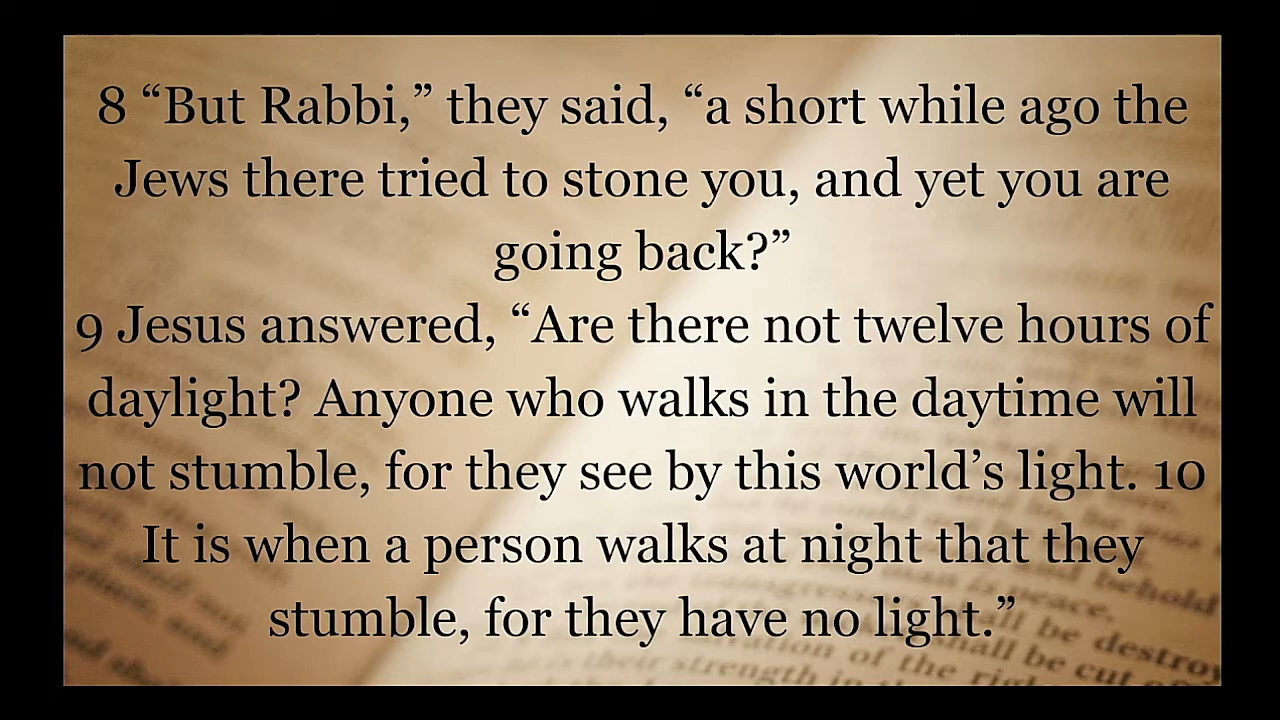 8 “But Rabbi,” they said, “a short while ago the
Jews there tried to stone you, and yet you are
going back?”
9 Jesus answered, “Are there not twelve hours of
daylight? Anyone who walks in the daytime will
not stumble, for they see by this world’s light. 10
It is when a person walks at night that they
stumble, for they have no light.”